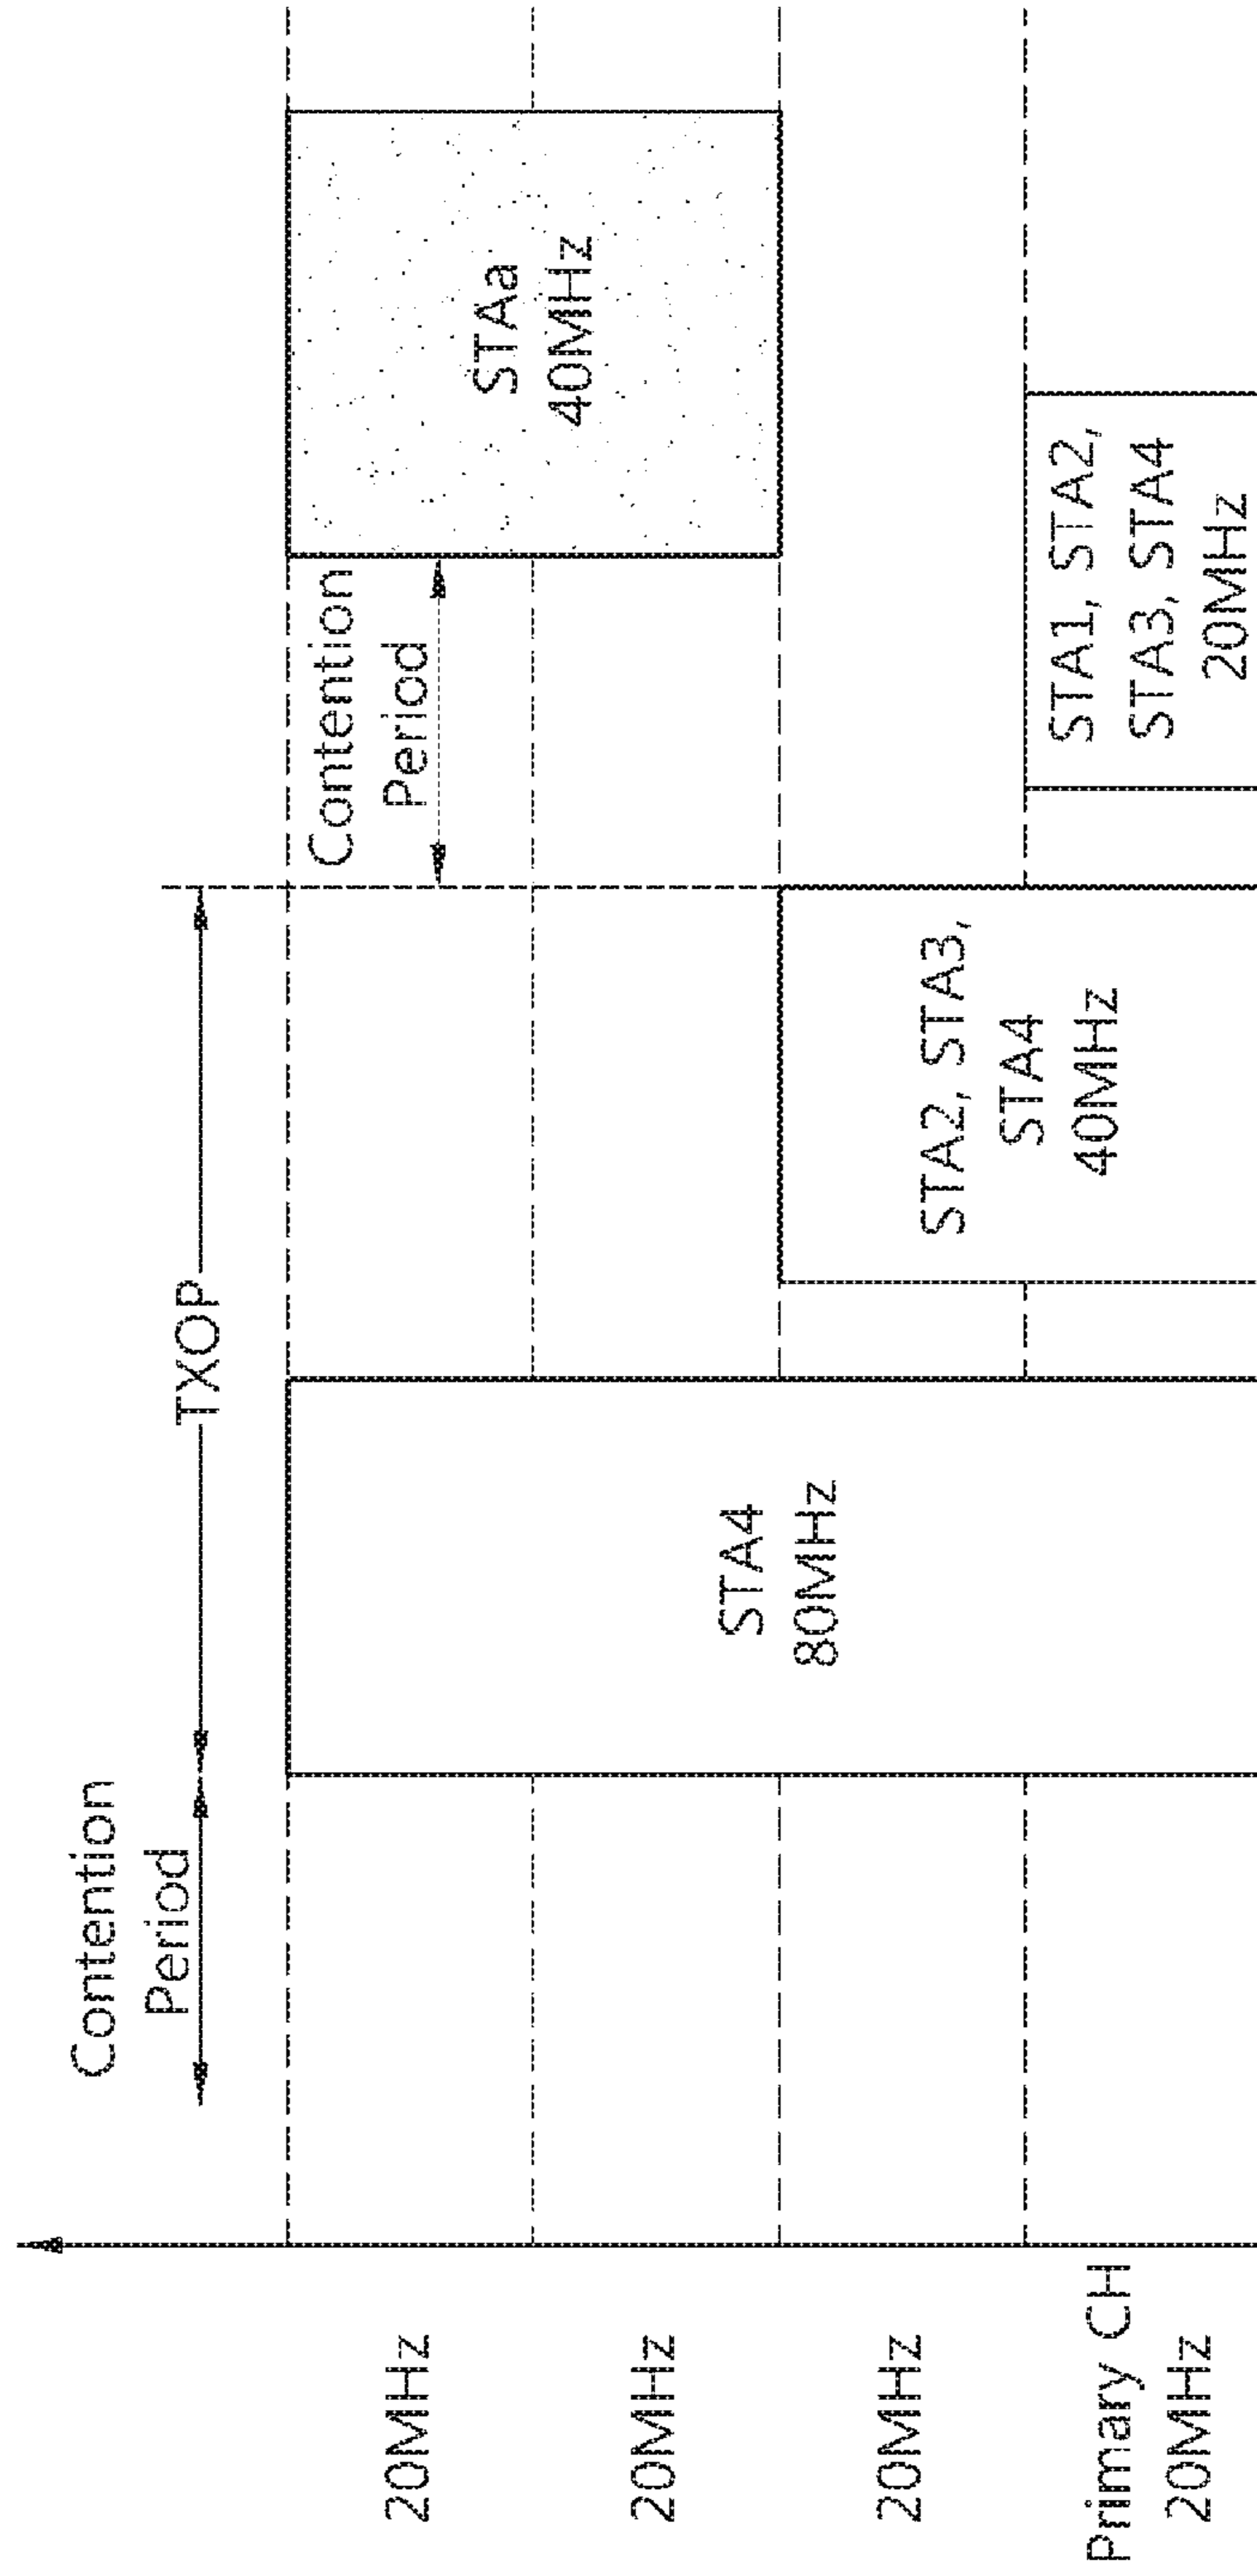 Contention
Period
TXOP
20MHz
20MHz
20MHz
Primary CH
20MHz
STA4
80MHz
STA2, STA3,
STA4
40MHz
Contention
Period
STAa
40MHz
STA1, STA2,
STA3, STA4
20MHz